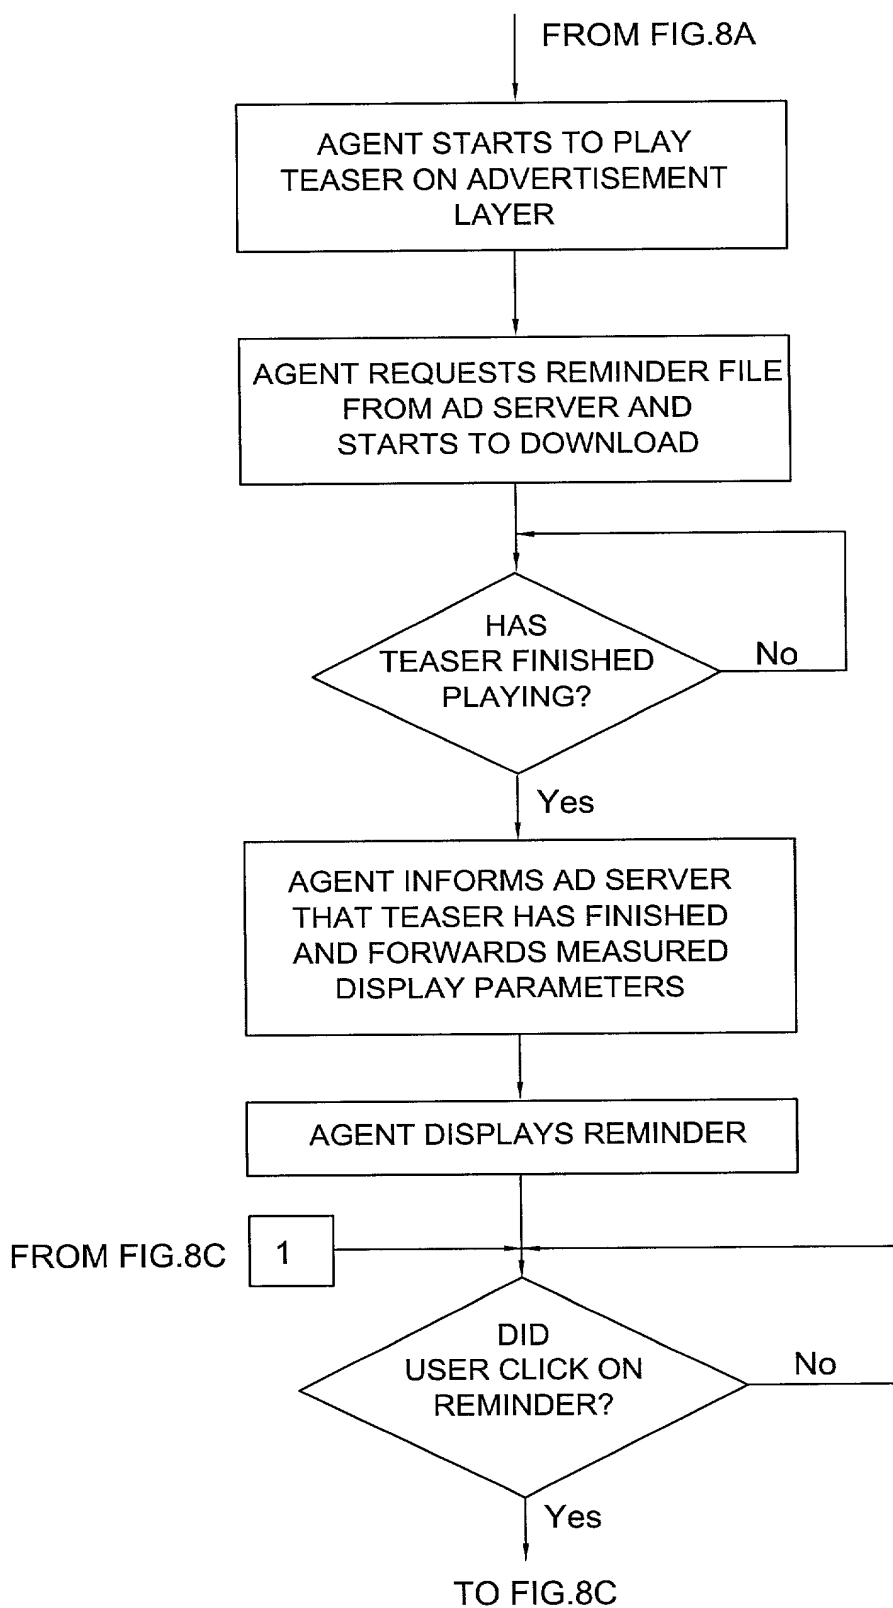 FROM FIG.8A
AGENT STARTS TO PLAY
TEASER ON ADVERTISEMENT
LAYER
AGENT REQUESTS REMINDER FILE
FROM AD SERVER AND
STARTS TO DOWNLOAD
HAS
TEASER FINISHED
PLAYING?
No
Yes
AGENT INFORMS AD SERVER
THAT TEASER HAS FINISHED
AND FORWARDS MEASURED
DISPLAY PARAMETERS
AGENT DISPLAYS REMINDER
FROM FIG.8C
1
DID
USER CLICK ON
REMINDER?
No
Yes
TO FIG.8C